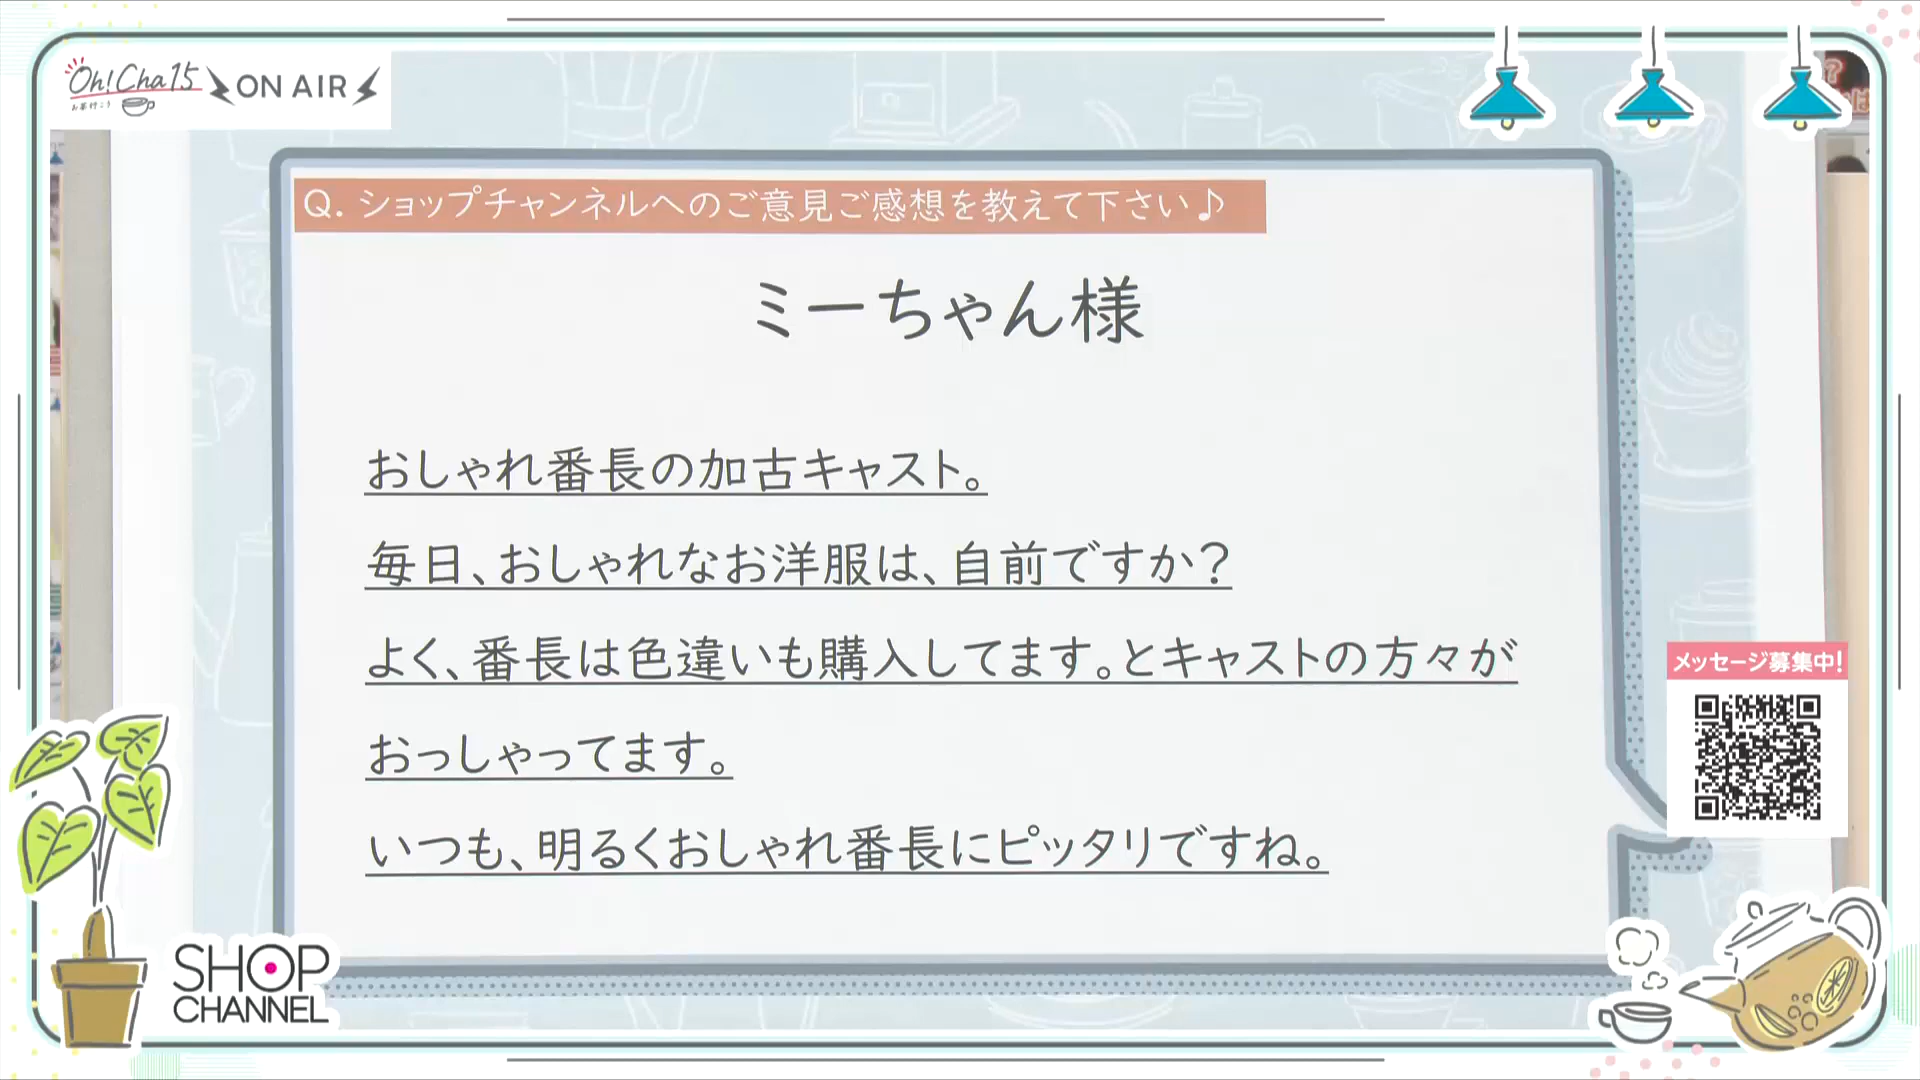 Oh!Cha15
お茶行こう
ON AIR
Q. ショップチャンネルへのご意見ご感想を教えて下さい♪
ミーちゃん様
おしゃれ番長の加古キャスト。
毎日、おしゃれなお洋服は、自前ですか？
よく、番長は色違いも購入してます。とキャストの方々が
おっしゃってます。
いつも、明るくおしゃれ番長にピッタリですね。
メッセージ募集中!
SHOP
CHANNEL